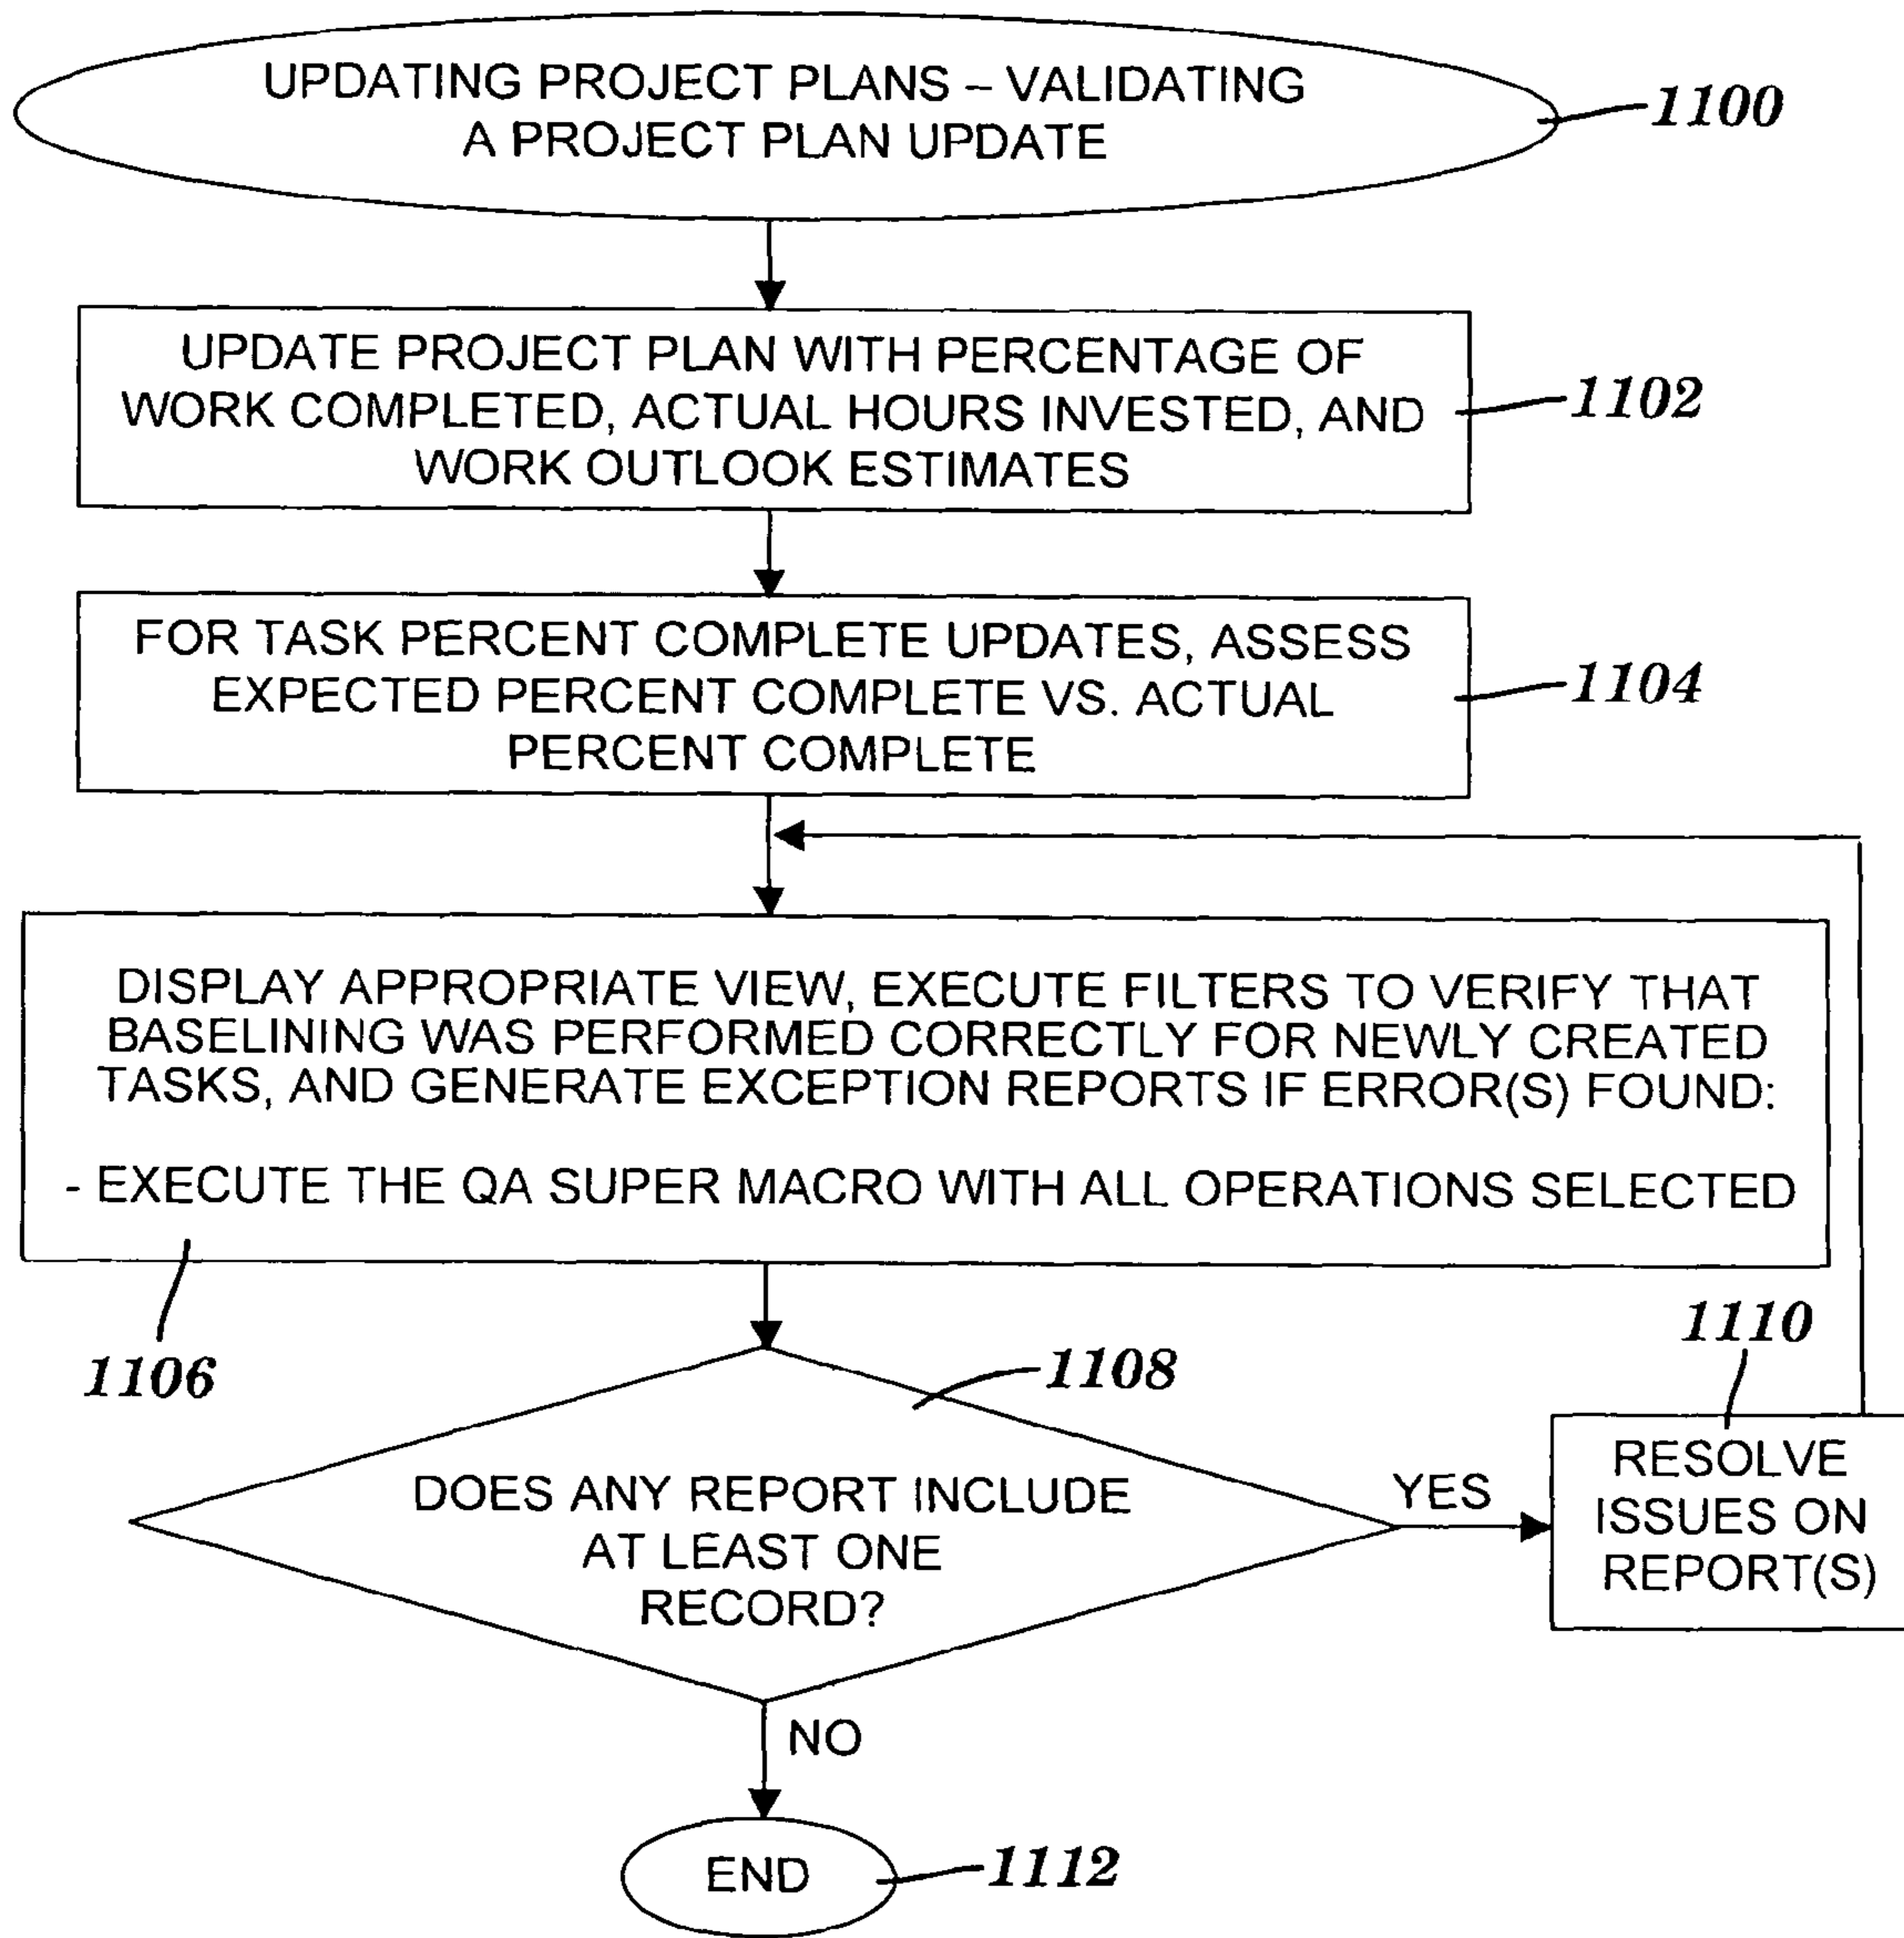 UPDATING PROJECT PLANS – VALIDATING
A PROJECT PLAN UPDATE
1100
UPDATE PROJECT PLAN WITH PERCENTAGE OF
WORK COMPLETED, ACTUAL HOURS INVESTED, AND
WORK OUTLOOK ESTIMATES
1102
FOR TASK PERCENT COMPLETE UPDATES, ASSESS
EXPECTED PERCENT COMPLETE VS. ACTUAL
PERCENT COMPLETE
1104
DISPLAY APPROPRIATE VIEW, EXECUTE FILTERS TO VERIFY THAT
BASELINING WAS PERFORMED CORRECTLY FOR NEWLY CREATED
TASKS, AND GENERATE EXCEPTION REPORTS IF ERROR(S) FOUND:
- EXECUTE THE QA SUPER MACRO WITH ALL OPERATIONS SELECTED
1106
1108
DOES ANY REPORT INCLUDE
AT LEAST ONE
RECORD?
YES
1110
RESOLVE
ISSUES ON
REPORT(S)
NO
END
1112